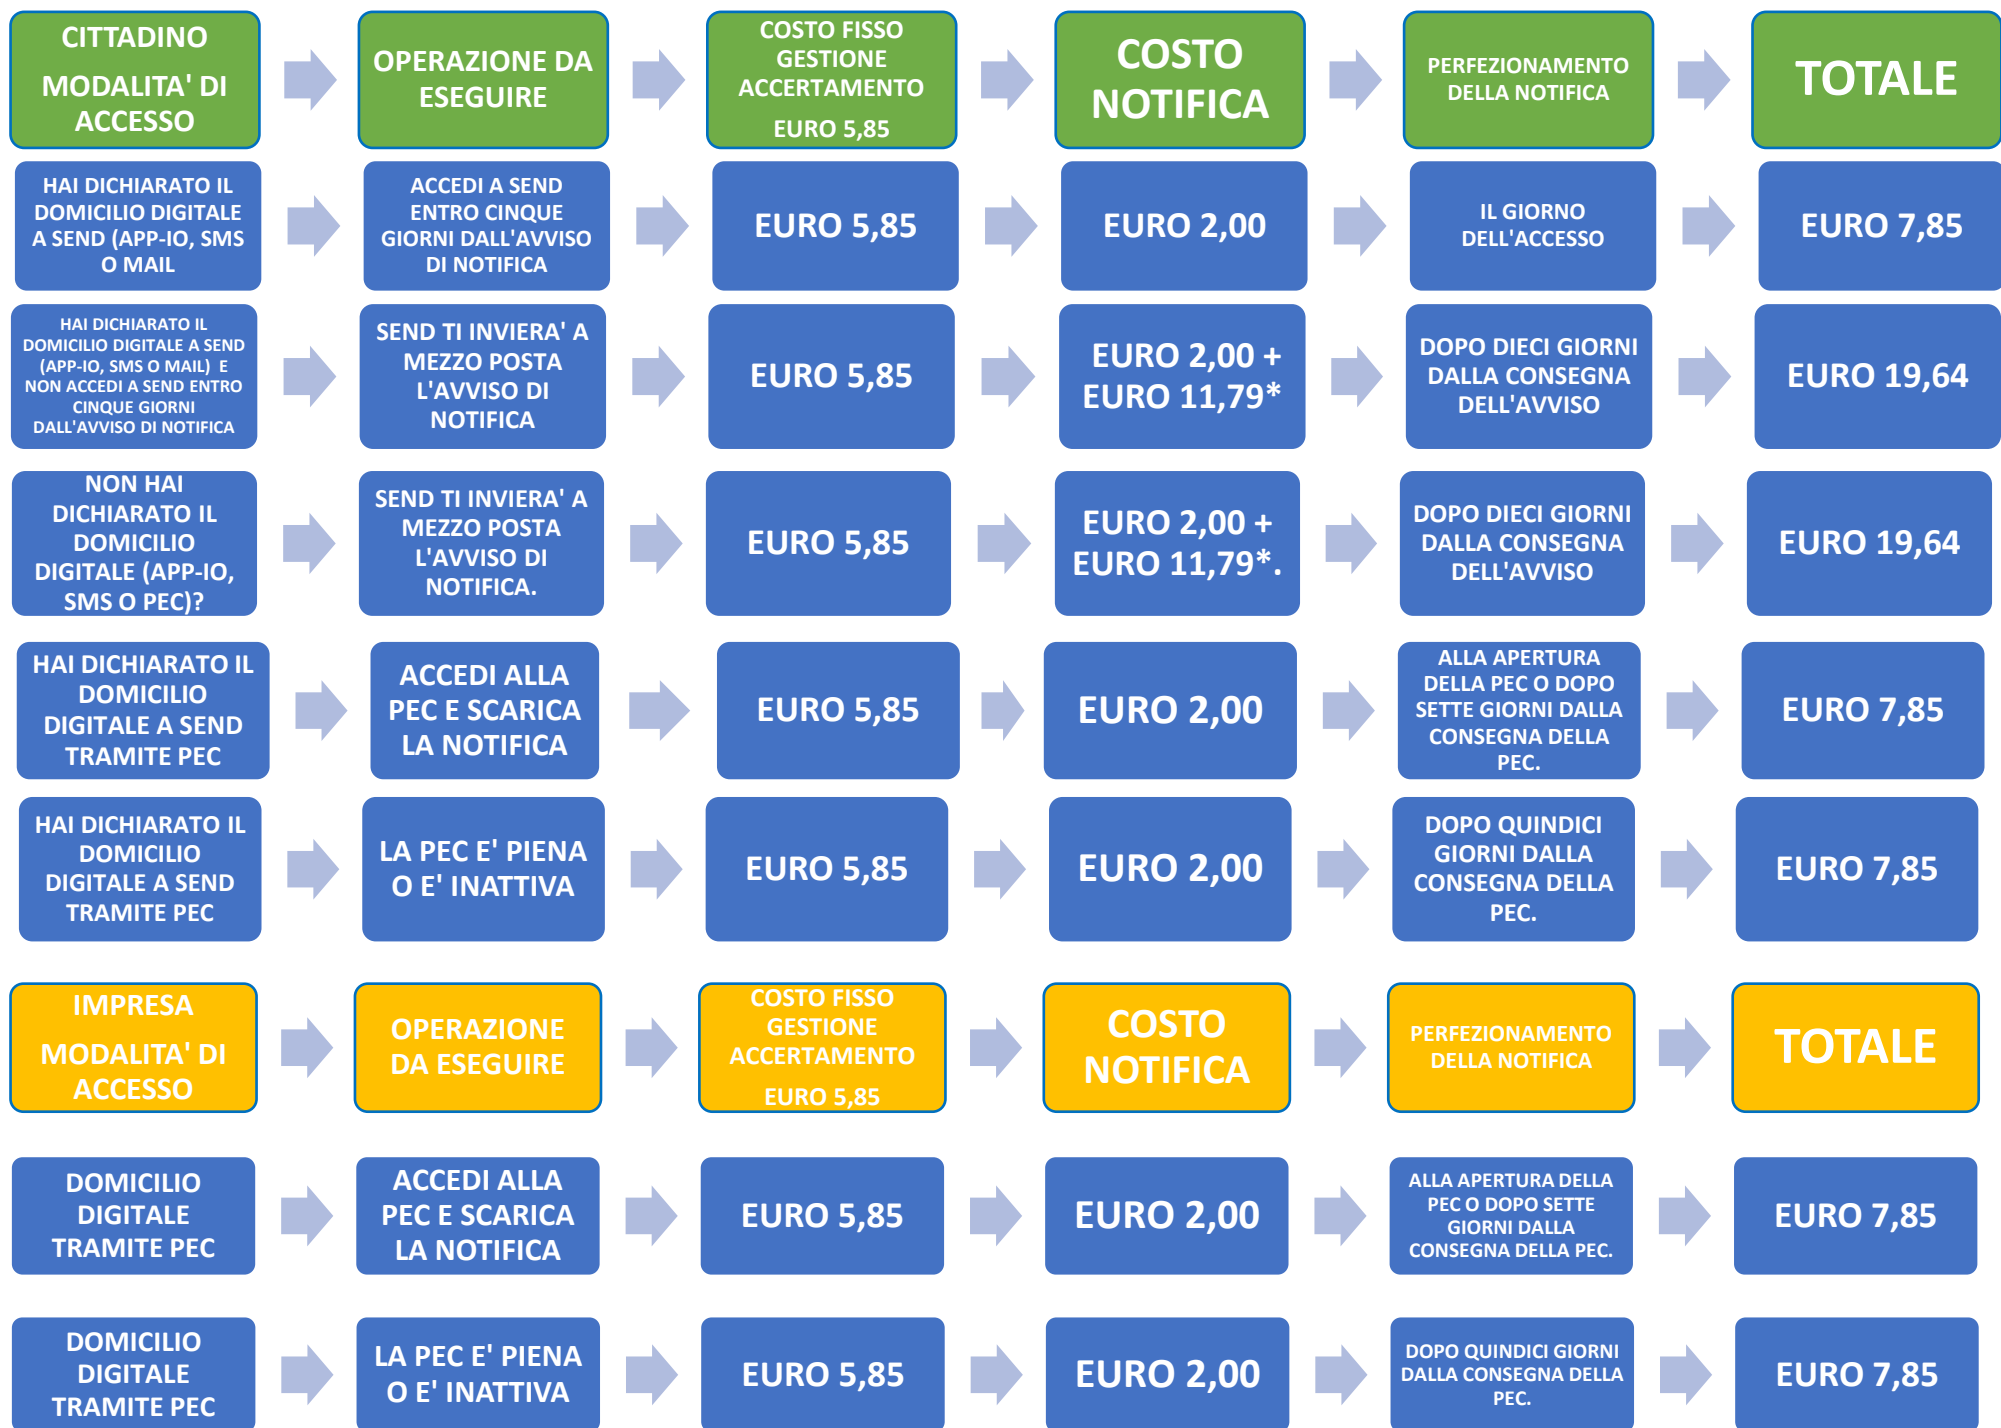 CITTADINO
MODALITA' DI
ACCESSO
OPERAZIONE DA
ESEGUIRE
COSTO FISSO
GESTIONE
ACCERTAMENTO
EURO 5,85
COSTO
NOTIFICA
PERFEZIONAMENTO
DELLA NOTIFICA
TOTALE
HAI DICHIARATO IL
DOMICILIO DIGITALE
A SEND (APP-IO, SMS
O MAIL
ACCEDI A SEND
ENTRO CINQUE
GIORNI DALL'AVVISO
DI NOTIFICA
EURO 5,85
EURO 2,00
IL GIORNO
DELL'ACCESSO
EURO 7,85
HAI DICHIARATO IL
DOMICILIO DIGITALE A SEND
(APP-IO, SMS O MAIL) E
NON ACCEDI A SEND ENTRO
CINQUE GIORNI
DALL'AVVISO DI NOTIFICA
SEND TI INVIERA' A
MEZZO POSTA
L'AVVISO DI
NOTIFICA
EURO 5,85
EURO 2,00 +
EURO 11,79*
DOPO DIECI GIORNI
DALLA CONSEGNA
DELL'AVVISO
EURO 19,64
NON HAI
DICHIARATO IL
DOMICILIO
DIGITALE (APP-IO,
SMS O PEC)?
SEND TI INVIERA' A
MEZZO POSTA
L'AVVISO DI
NOTIFICA.
EURO 5,85
EURO 2,00 +
EURO 11,79*.
DOPO DIECI GIORNI
DALLA CONSEGNA
DELL'AVVISO
EURO 19,64
HAI DICHIARATO IL
DOMICILIO
DIGITALE A SEND
TRAMITE PEC
ACCEDI ALLA
PEC E SCARICA
LA NOTIFICA
EURO 5,85
EURO 2,00
ALLA APERTURA
DELLA PEC O DOPO
SETTE GIORNI DALLA
CONSEGNA DELLA
PEC.
EURO 7,85
HAI DICHIARATO IL
DOMICILIO
DIGITALE A SEND
TRAMITE PEC
LA PEC E' PIENA
O E' INATTIVA
EURO 5,85
EURO 2,00
DOPO QUINDICI
GIORNI DALLA
CONSEGNA DELLA
PEC.
EURO 7,85
IMPRESA
MODALITA' DI
ACCESSO
OPERAZIONE
DA ESEGUIRE
COSTO FISSO
GESTIONE
ACCERTAMENTO
EURO 5,85
COSTO
NOTIFICA
PERFEZIONAMENTO
DELLA NOTIFICA
TOTALE
DOMICILIO
DIGITALE
TRAMITE PEC
ACCEDI ALLA
PEC E SCARICA
LA NOTIFICA
EURO 5,85
EURO 2,00
ALLA APERTURA DELLA
PEC O DOPO SETTE
GIORNI DALLA
CONSEGNA DELLA PEC.
EURO 7,85
DOMICILIO
DIGITALE
TRAMITE PEC
LA PEC E' PIENA
O E' INATTIVA
EURO 5,85
EURO 2,00
DOPO QUINDICI GIORNI
DALLA CONSEGNA DELLA
PEC.
EURO 7,85